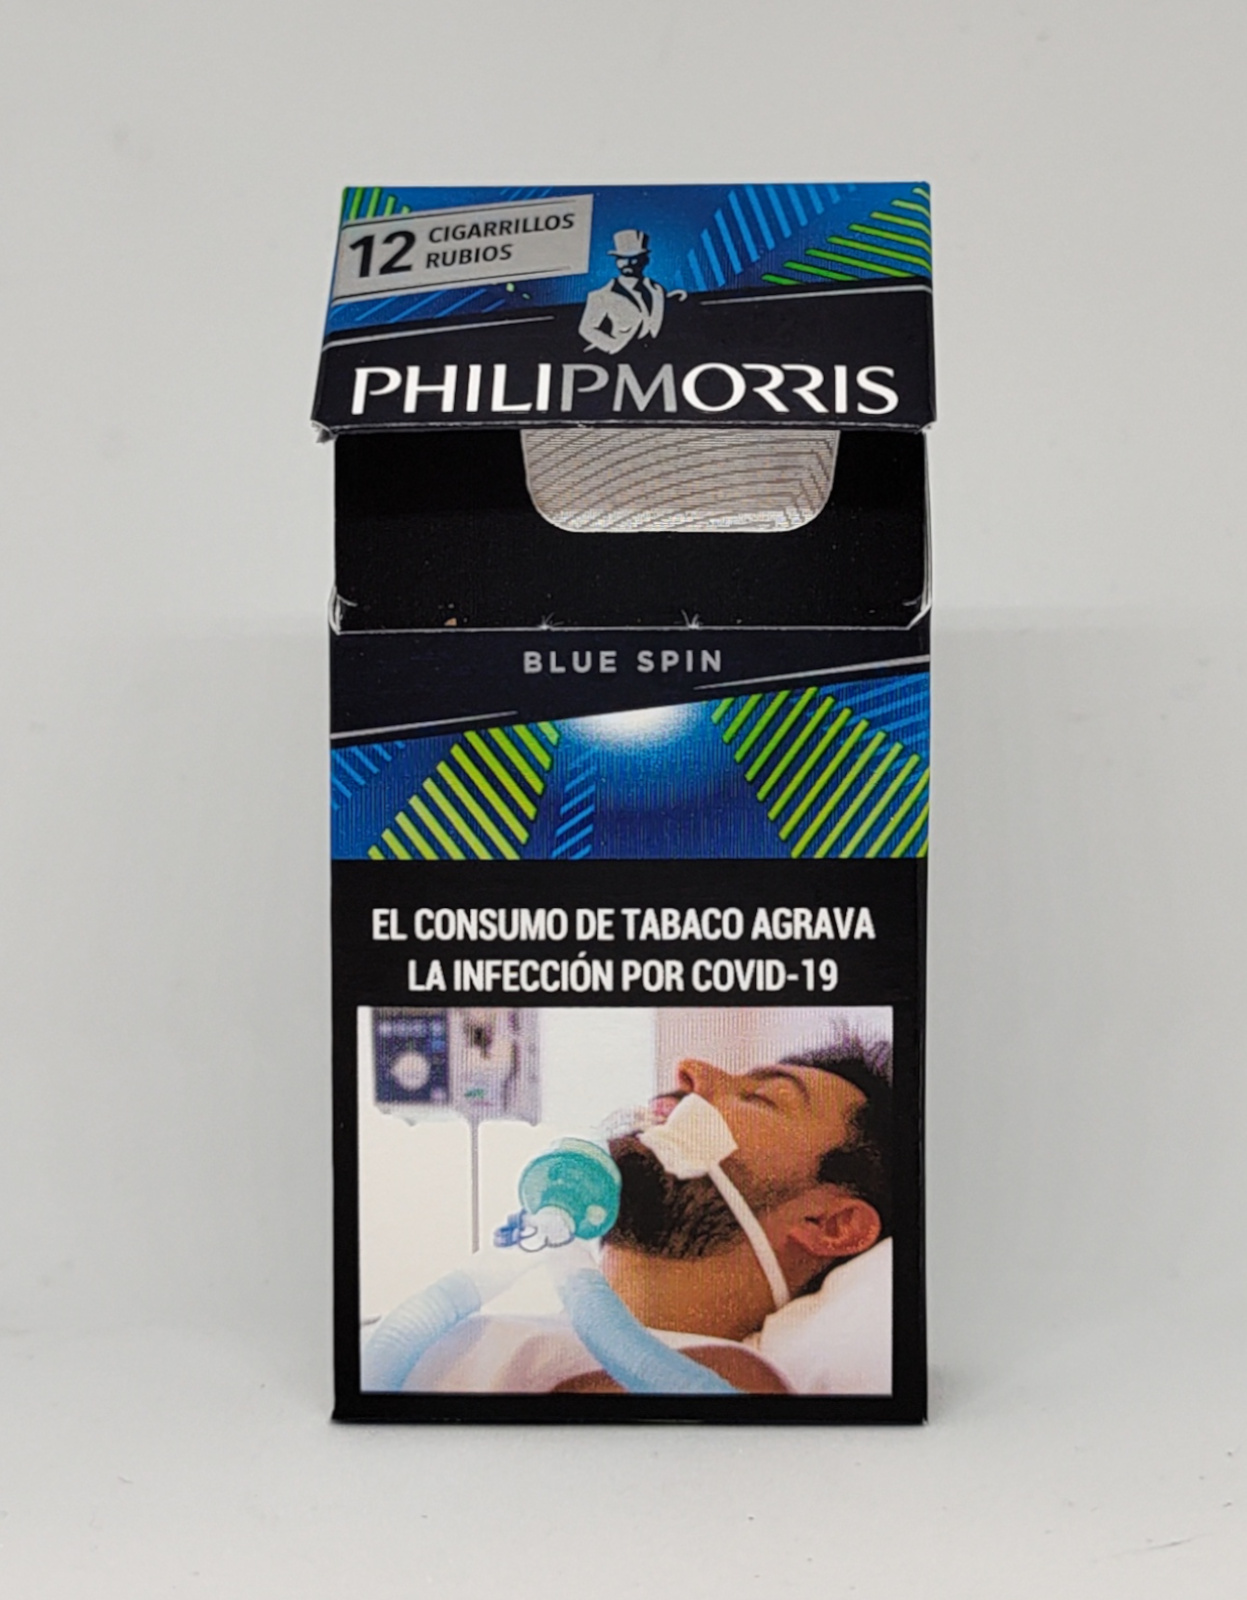 12 CIGARRILLOS
RUBIOS
PHILIPMORRIS
BLUE SPIN
EL CONSUMO DE TABACO AGRAVA
LA INFECCIÓN POR COVID-19